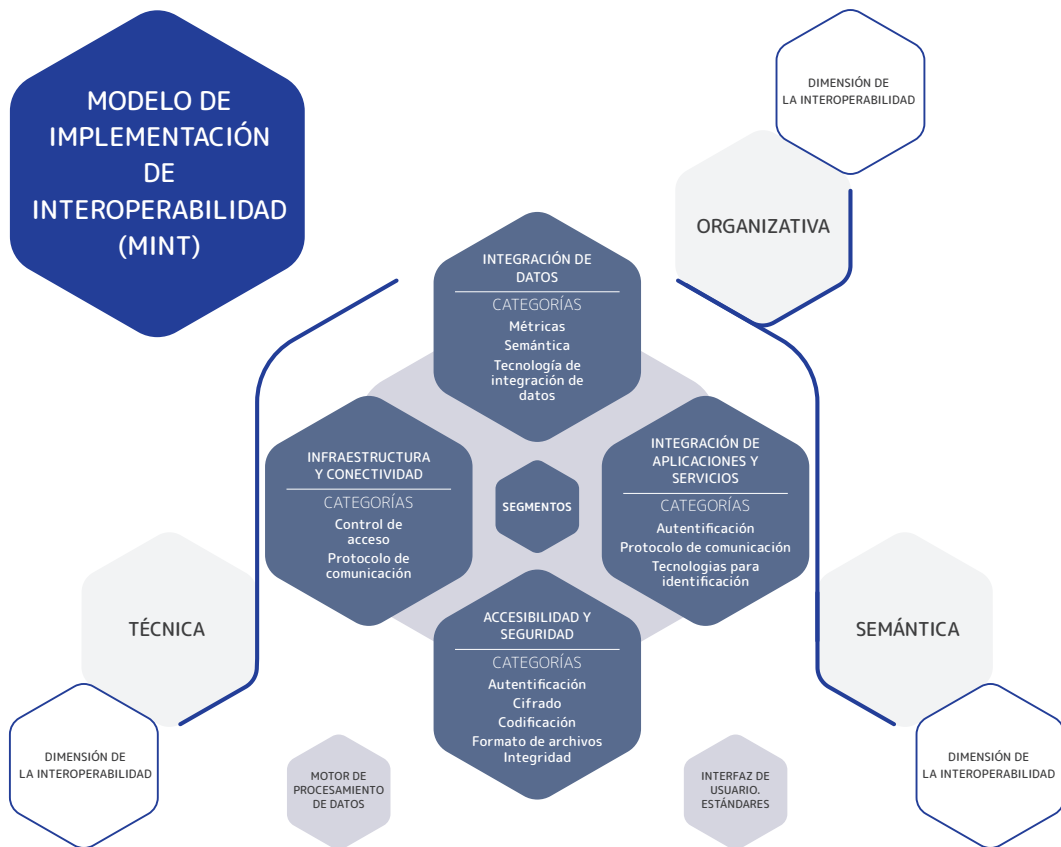 MODELO DE
IMPLEMENTACIÓN
DE
INTEROPERABILIDAD
(MINT)
DIMENSIÓN DE
LA INTEROPERABILIDAD
ORGANIZATIVA
INTEGRACIÓN DE
DATOS
CATEGORÍAS
Métricas
Semántica
Tecnología de
integración de
datos
INFRAESTRUCTURA
Y CONECTIVIDAD
CATEGORÍAS
Control de
acceso
Protocolo de
comunicación
SEGMENTOS
INTEGRACIÓN DE
APLICACIONES Y
SERVICIOS
CATEGORÍAS
Autentificación
Protocolo de comunicación
Tecnologias para
identificación
ACCESIBILIDAD Y
SEGURIDAD
CATEGORÍAS
Autentificación
Cifrado
Codificación
Formato de archivos
Integridad
TÉCNICA
SEMÁNTICA
DIMENSIÓN DE
LA INTEROPERABILIDAD
MOTOR DE
PROCESAMIENTO
DE DATOS
INTERFAZ DE
USUARIO.
ESTÁNDARES
DIMENSIÓN DE
LA INTEROPERABILIDAD